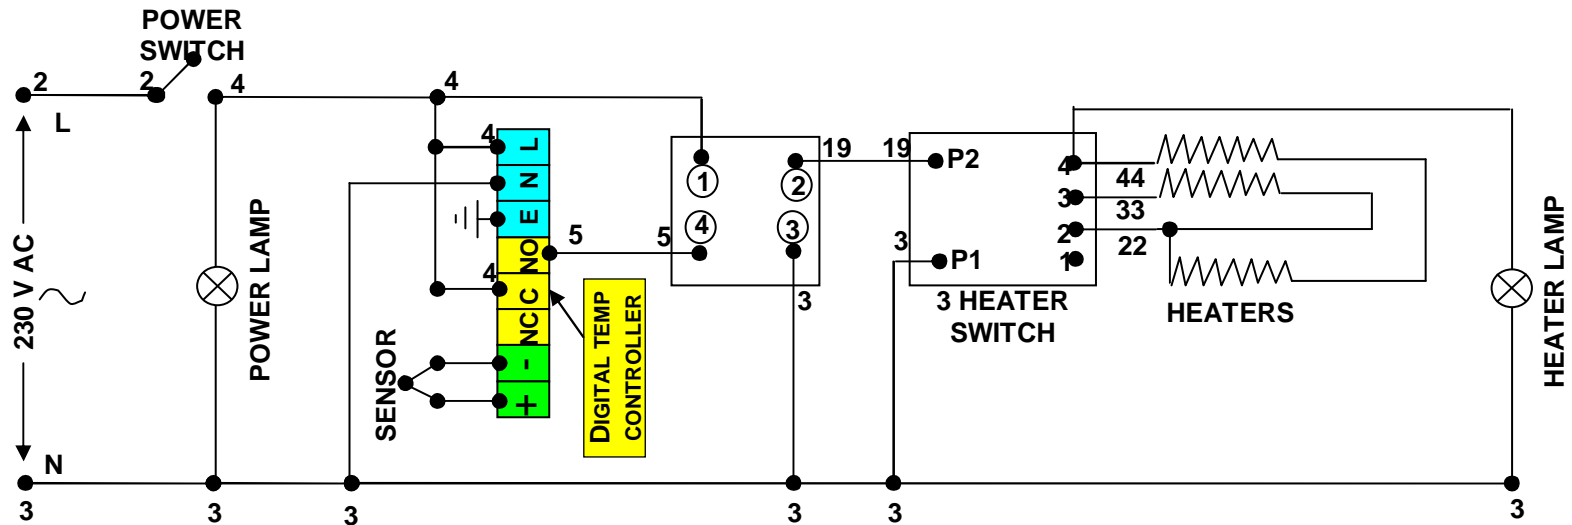 POWER
SWITCH
2
2
4
4
L
230 V AC
N
POWER LAMP
4
L
N
E
NO
C
NC
-
+
4
5
5
SENSOR
DIGITAL TEMP
CONTROLLER
1
2
4
3
3
19
19
P2
3
P1
4
3
2
1
3 HEATER
SWITCH
44
33
22
HEATERS
HEATER LAMP
3
3
3
3
3
3